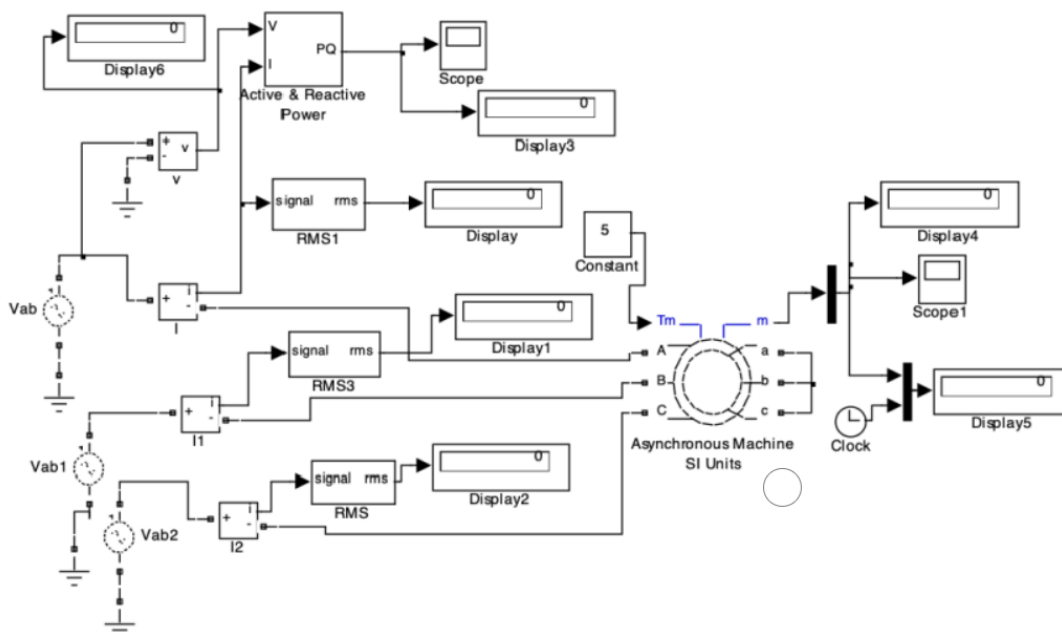 0
Display6
V
I
PQ
Active & Reactive
Power
Scope
0
Display3
+
-
v
v
signal rms
RMS1
0
Display
5
Constant
0
Display4
Scope1
Vab
+
i
-
I
0
Display1
signal rms
RMS3
Tm
m
A
B
C
a
b
c
Asynchronous Machine
SI Units
Clock
0
Display5
Vab1
+
i
-
I1
signal rms
RMS
0
Display2
Vab2
+
i
-
I2